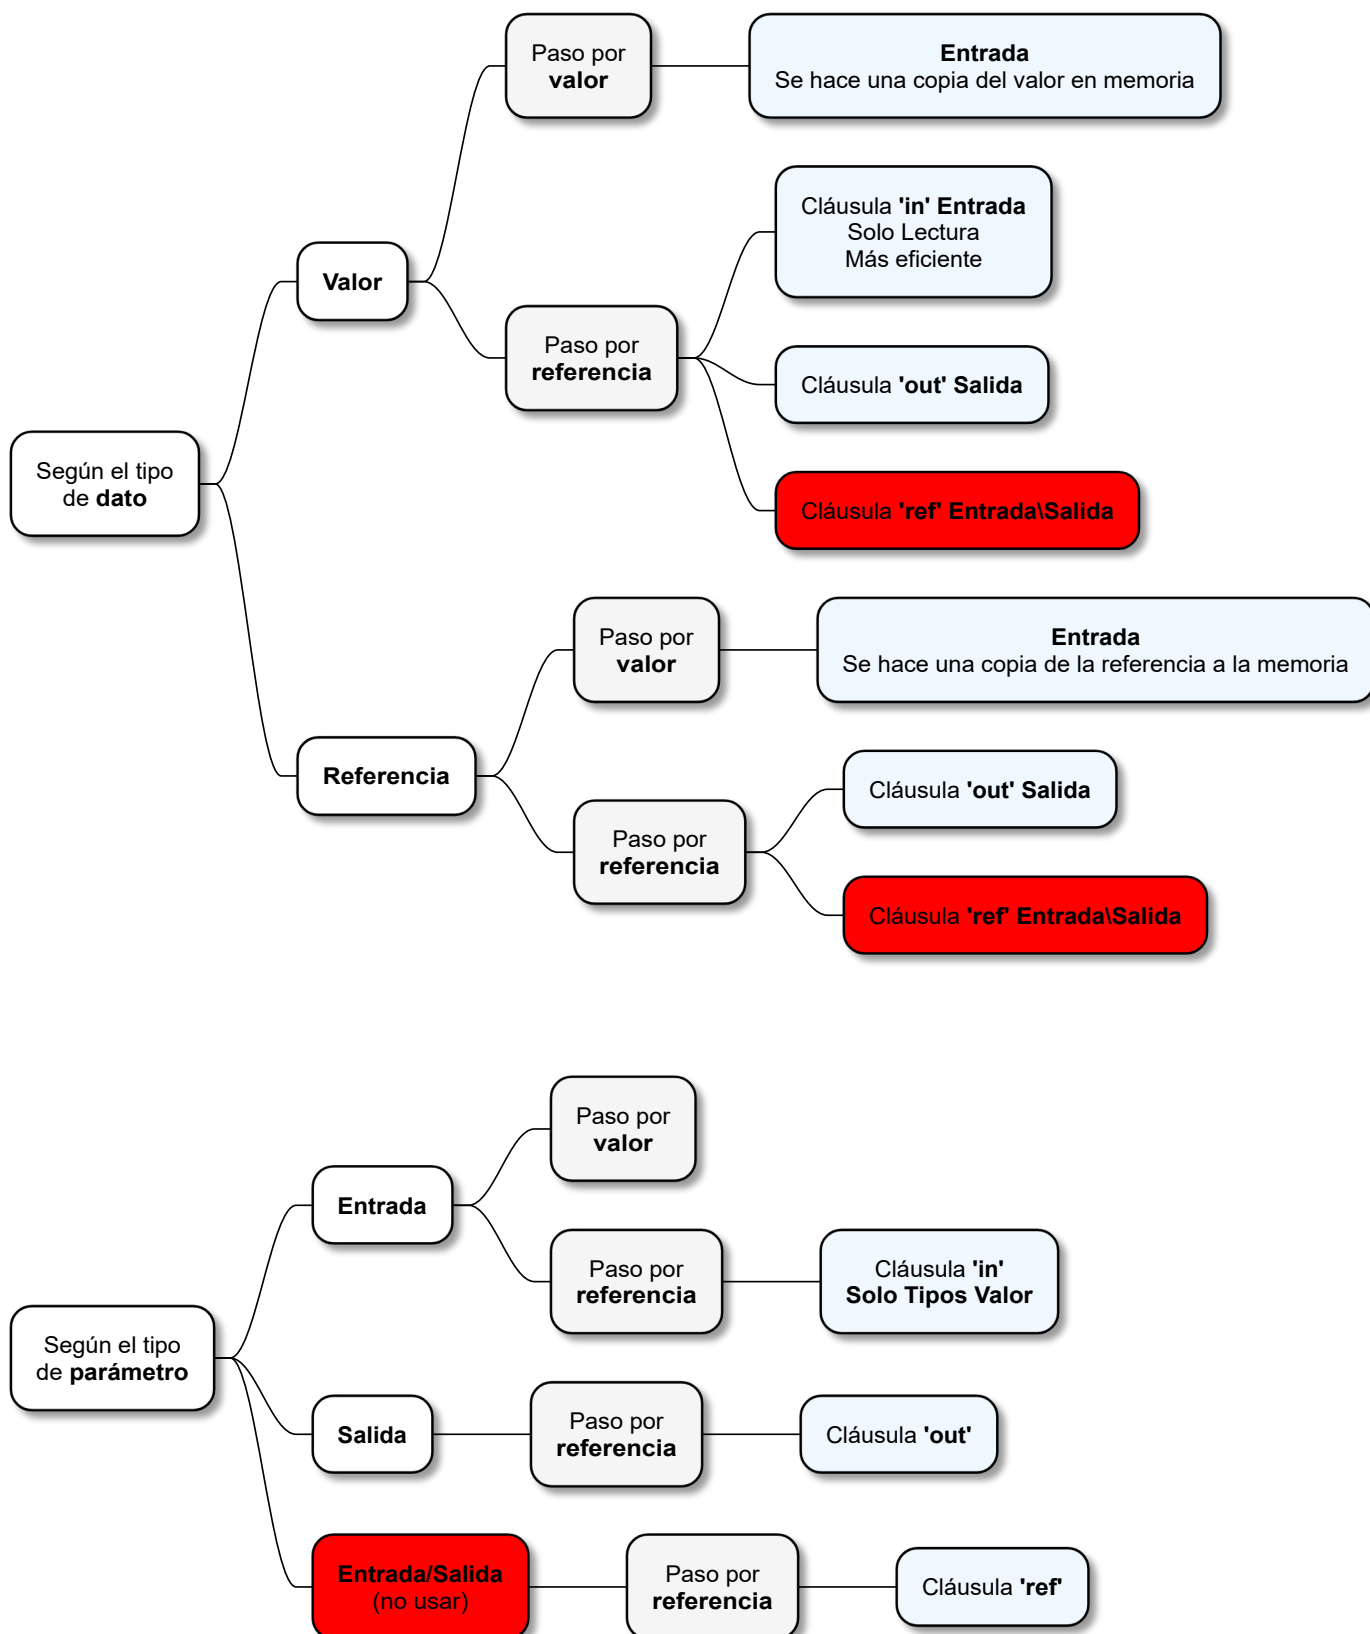 Según el tipo
de dato
Valor
Paso por
valor
Entrada
Se hace una copia del valor en memoria
Paso por
referencia
Cláusula 'in' Entrada
Solo Lectura
Más eficiente
Cláusula 'out' Salida
Cláusula 'ref' Entrada\Salida
Referencia
Paso por
valor
Entrada
Se hace una copia de la referencia a la memoria
Paso por
referencia
Cláusula 'out' Salida
Cláusula 'ref' Entrada\Salida
Según el tipo
de parámetro
Entrada
Paso por
valor
Paso por
referencia
Cláusula 'in'
Solo Tipos Valor
Salida
Paso por
referencia
Cláusula 'out'
Entrada/Salida
(no usar)
Paso por
referencia
Cláusula 'ref'